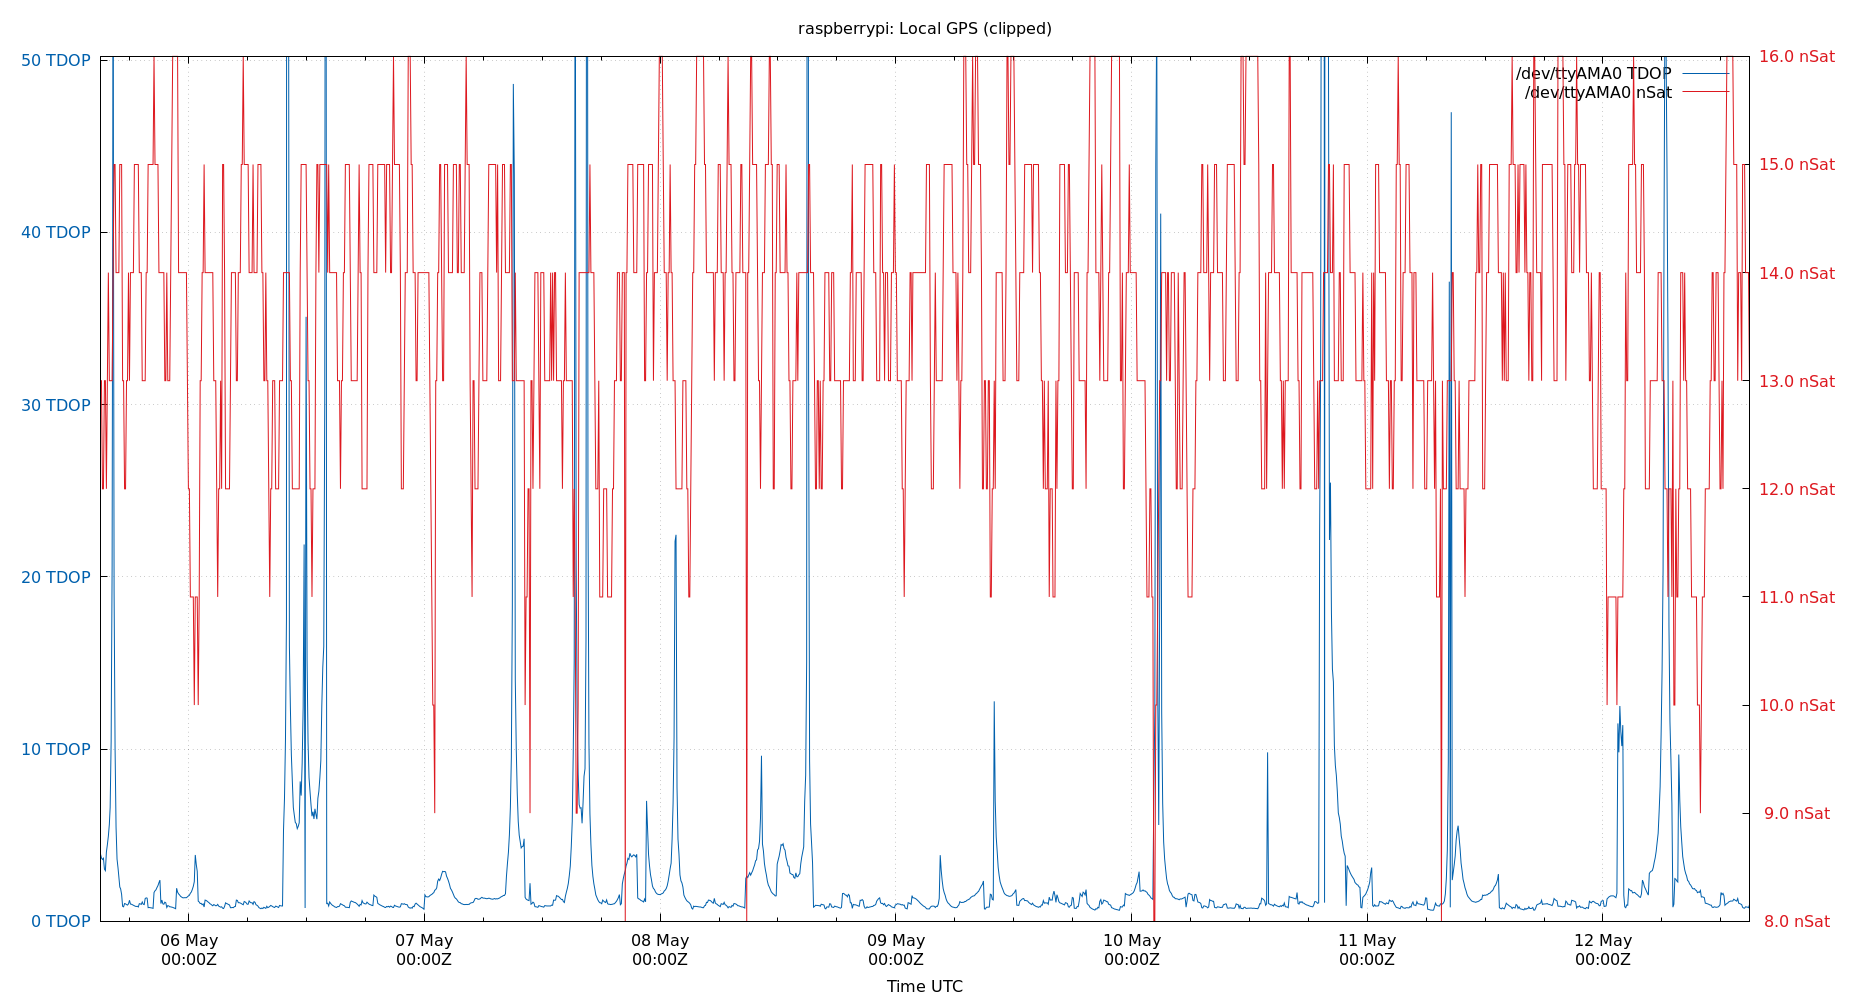 raspberrypi: Local GPS (clipped)
50 TDOP
40 TDOP
30 TDOP
20 TDOP
10 TDOP
0 TDOP
16.0 nSat
15.0 nSat
14.0 nSat
13.0 nSat
12.0 nSat
11.0 nSat
10.0 nSat
9.0 nSat
8.0 nSat
/dev/ttyAMA0 TDOP
/dev/ttyAMA0 nSat
06 May
00:00Z
07 May
00:00Z
08 May
00:00Z
09 May
00:00Z
10 May
00:00Z
11 May
00:00Z
12 May
00:00Z
Time UTC